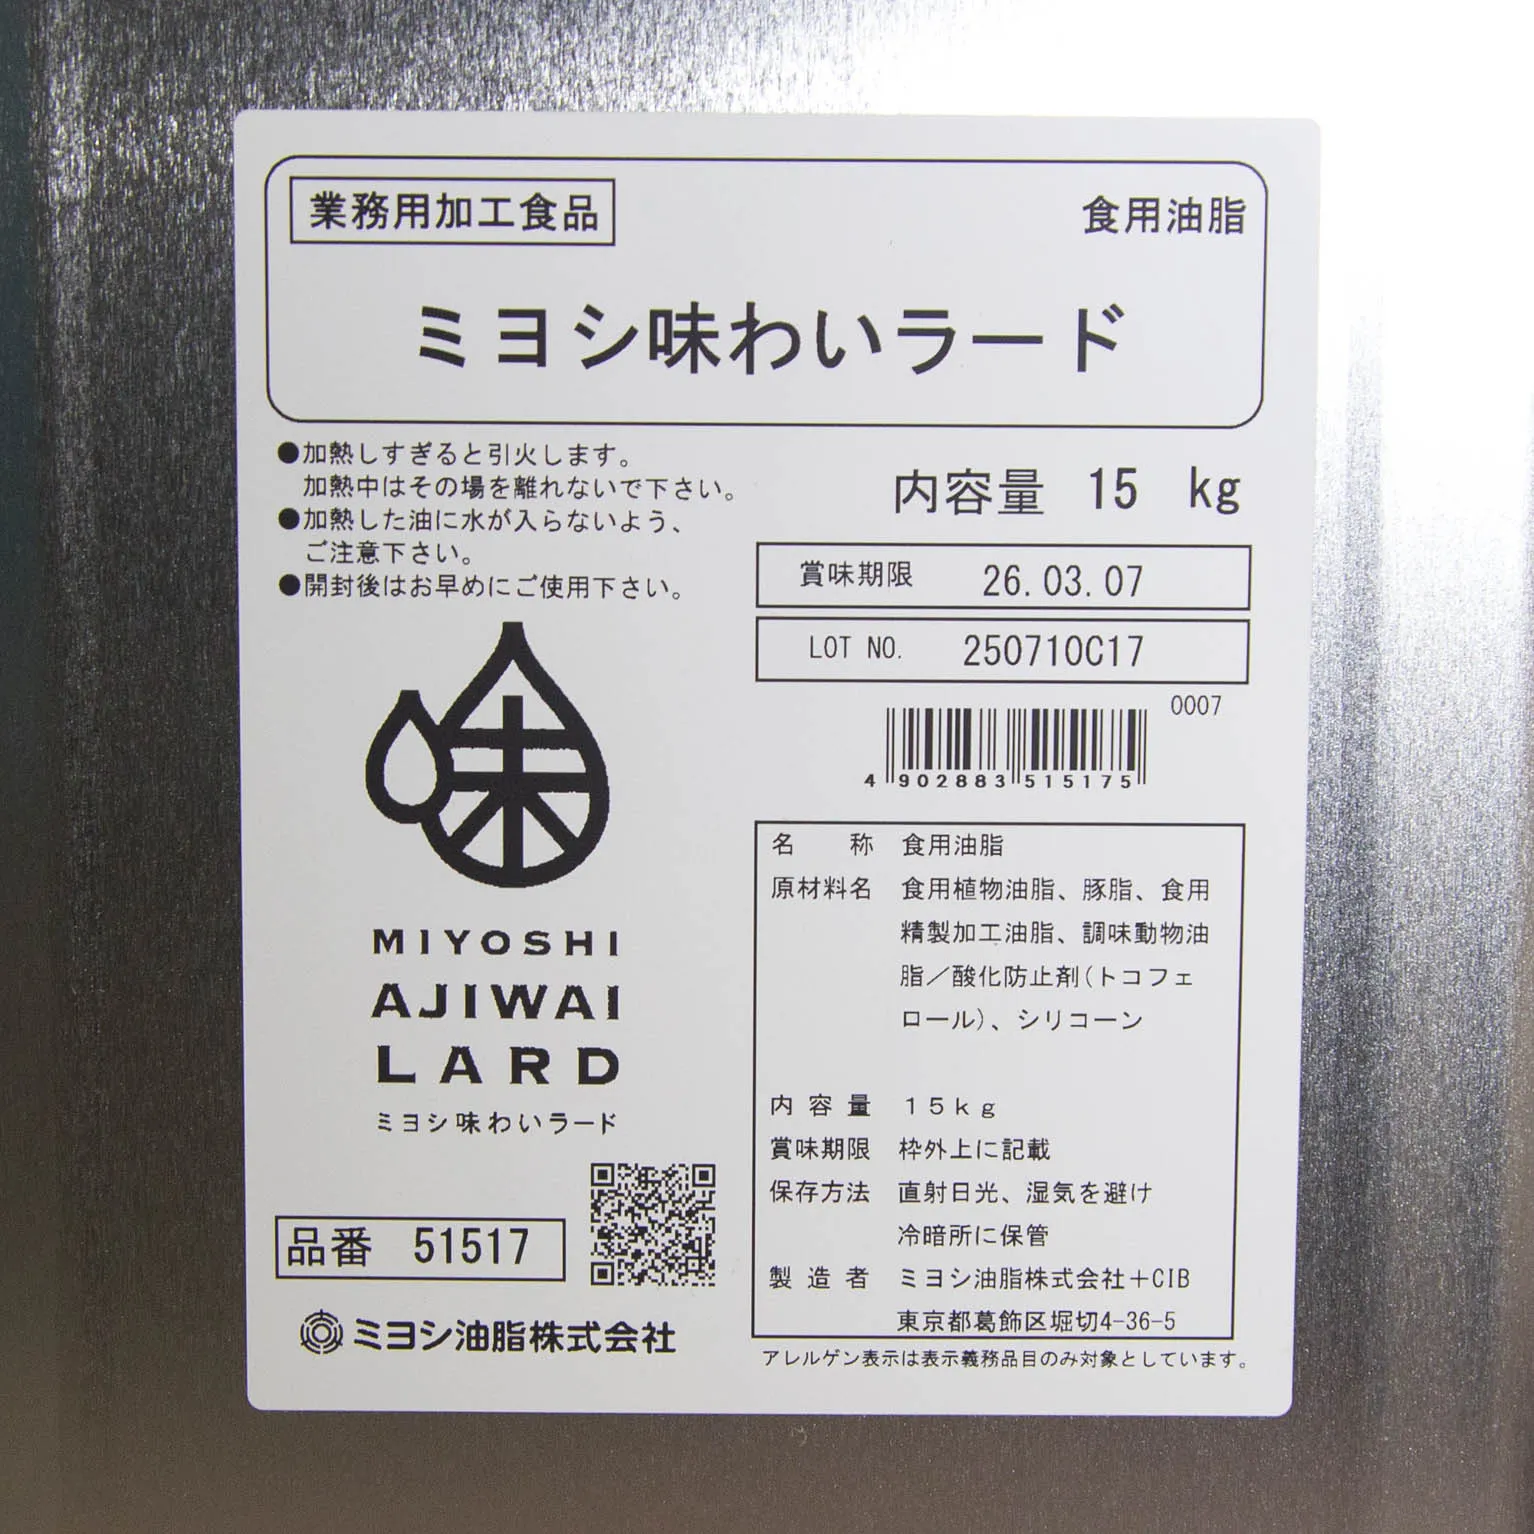 業務用加工食品
食用油脂
ミヨシ味わいラード
●加熱しすぎると引火します。
加熱中はその場を離れないで下さい。
●加熱した油に水が入らないよう、
ご注意下さい。
●開封後はお早めにご使用下さい。
内容量 15 kg
賞味期限 26.03.07
LOT NO. 250710C17
0007
4 902883 515175
味
MIYOSHI
AJIWAI
LARD
ミヨシ味わいラード
品番 51517
ミヨシ油脂株式会社
名 称 食用油脂
原材料名 食用植物油脂、豚脂、食用
精製加工油脂、調味動物油
脂／酸化防止剤(トコフェ
ロール)、シリコーン
内容量 15kg
賞味期限 枠外上に記載
保存方法 直射日光、湿気を避け
冷暗所に保管
製造者 ミヨシ油脂株式会社+CIB
東京都葛飾区堀切4-36-5
アレルゲン表示は表示義務品目のみ対象としています。